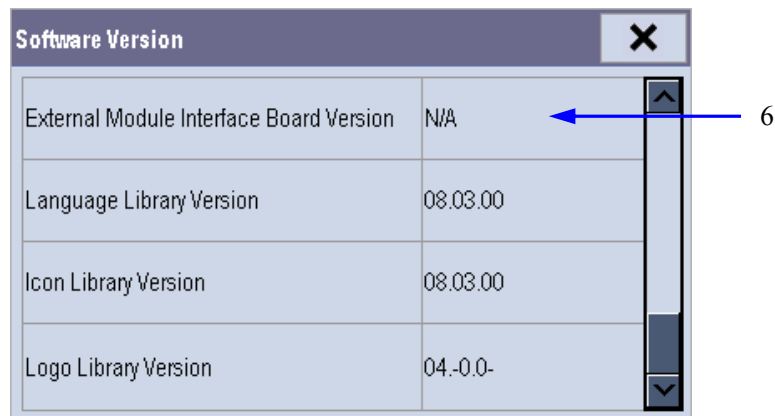 Software Version
External Module Interface Board Version N/A 6
Language Library Version 08.03.00
Icon Library Version 08.03.00
Logo Library Version 04.-0.0-